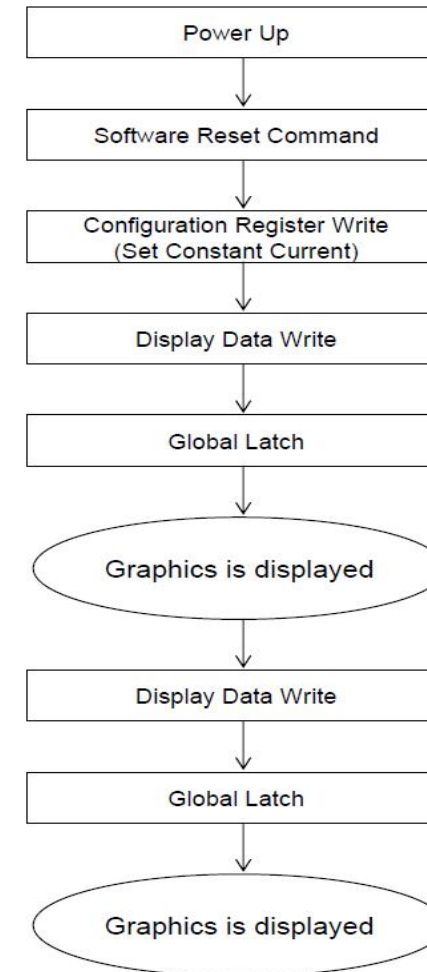 Power Up
Software Reset Command
Configuration Register Write
(Set Constant Current)
Display Data Write
Global Latch
Graphics is displayed
Display Data Write
Global Latch
Graphics is displayed